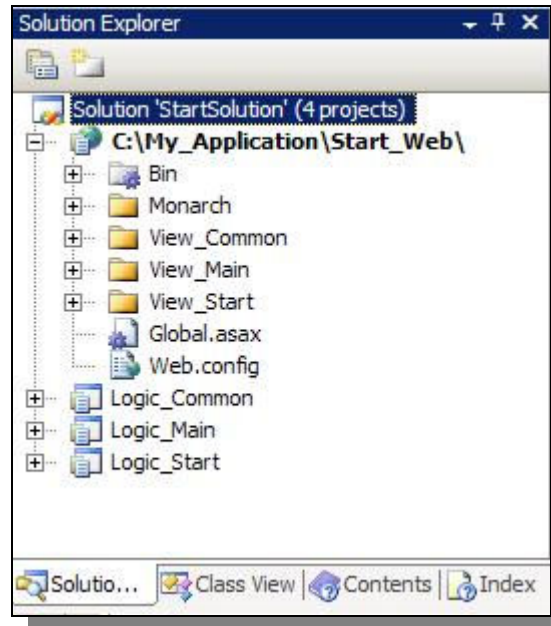 Solution Explorer
Solution 'StartSolution' (4 projects)
C:\My_Application\Start_Web\
Bin
Monarch
View_Common
View_Main
View_Start
Global.asax
Web.config
Logic_Common
Logic_Main
Logic_Start
Solutio... Class View Contents Index